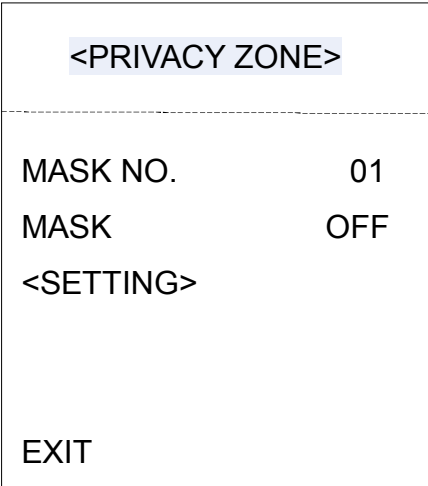 <PRIVACY ZONE>
MASK NO. 01
MASK OFF
<SETTING>
EXIT